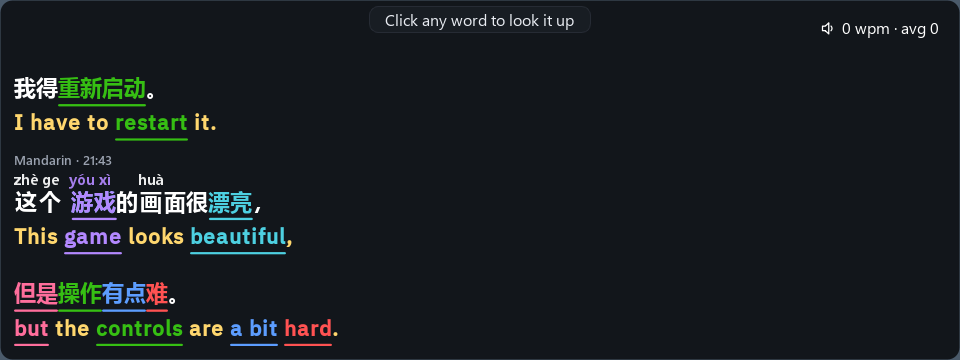 Click any word to look it up
0 wpm · avg 0
我得重新启动。
I have to restart it.
Mandarin · 21:43
zhè ge yóu xì huà
这个游戏的画面很漂亮,
This game looks beautiful,
但是操作有点难。
but the controls are a bit hard.